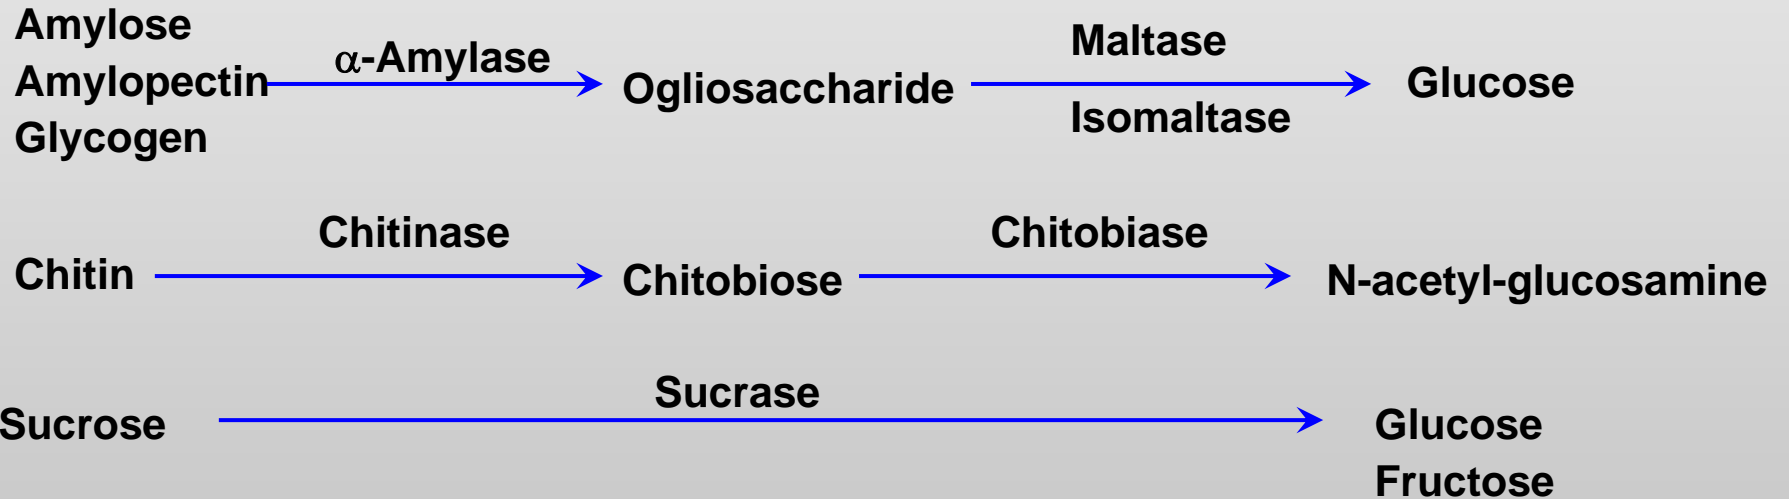 Amylose
Amylopectin
Glycogen
α-Amylase
Ogliosaccharide
Maltase
Isomaltase
Glucose
Chitin
Chitinase
Chitobiose
Chitobiase
N-acetyl-glucosamine
Sucrose
Sucrase
Glucose
Fructose